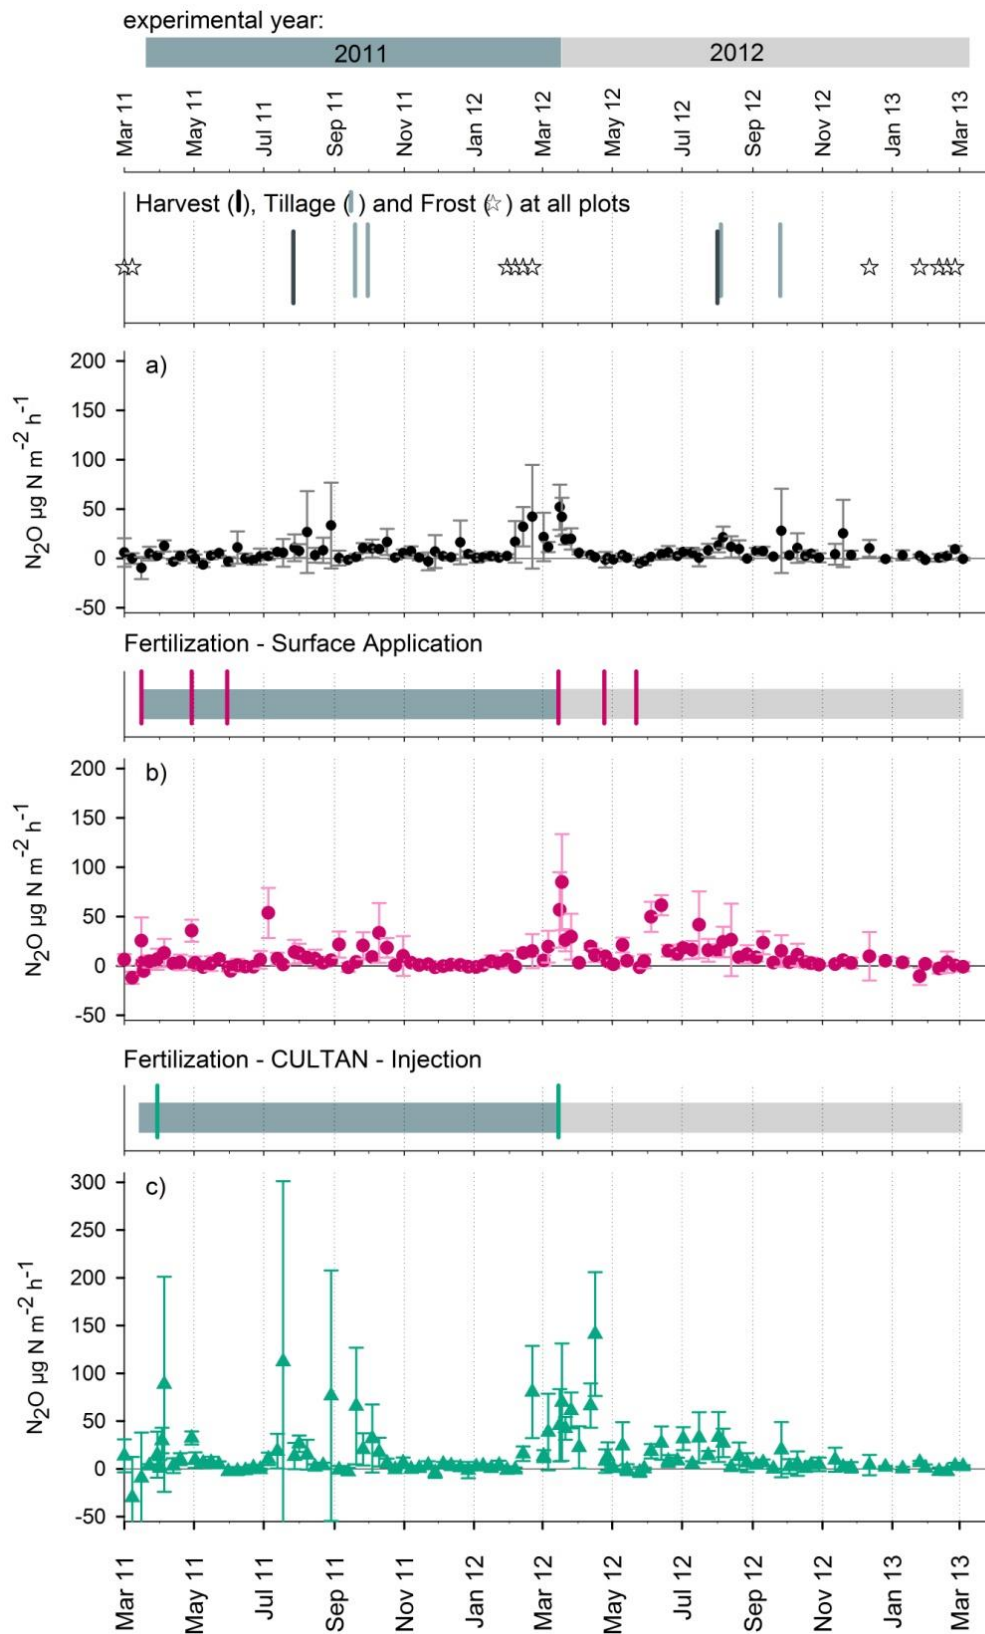 experimental year:
2011 2012
Mar 11 May 11 Jul 11 Sep 11 Nov 11 Jan 12 Mar 12 May 12 Jul 12 Sep 12 Nov 12 Jan 13 Mar 13
Harvest (|), Tillage (|) and Frost (☆) at all plots
a)
200
150
100
50
0
-50
N₂O µg N m⁻² h⁻¹
Fertilization - Surface Application
b)
200
150
100
50
0
-50
N₂O µg N m⁻² h⁻¹
Fertilization - CULTAN - Injection
c)
300
250
200
150
100
50
0
-50
N₂O µg N m⁻² h⁻¹
Mar 11 May 11 Jul 11 Sep 11 Nov 11 Jan 12 Mar 12 May 12 Jul 12 Sep 12 Nov 12 Jan 13 Mar 13